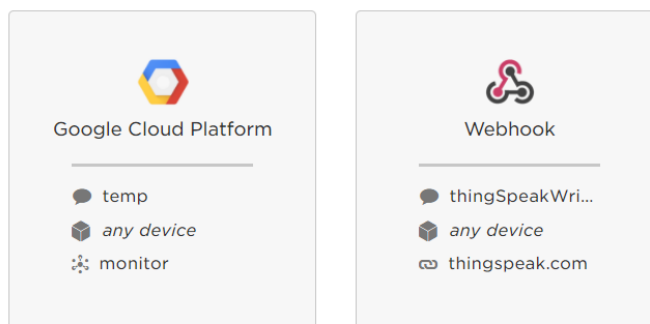 Google Cloud Platform
temp
any device
monitor
Webhook
thingSpeakWri...
any device
thingspeak.com